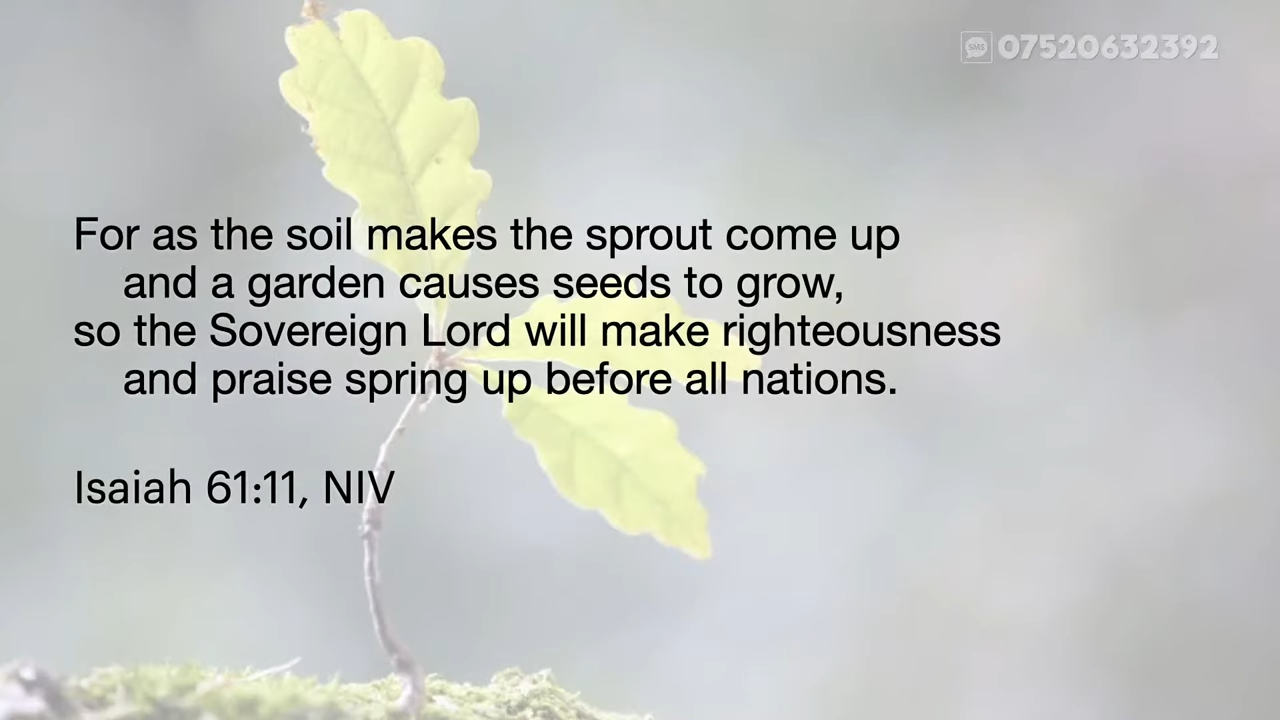 SMS 07520632392
For as the soil makes the sprout come up
and a garden causes seeds to grow,
so the Sovereign Lord will make righteousness
and praise spring up before all nations.
Isaiah 61:11, NIV